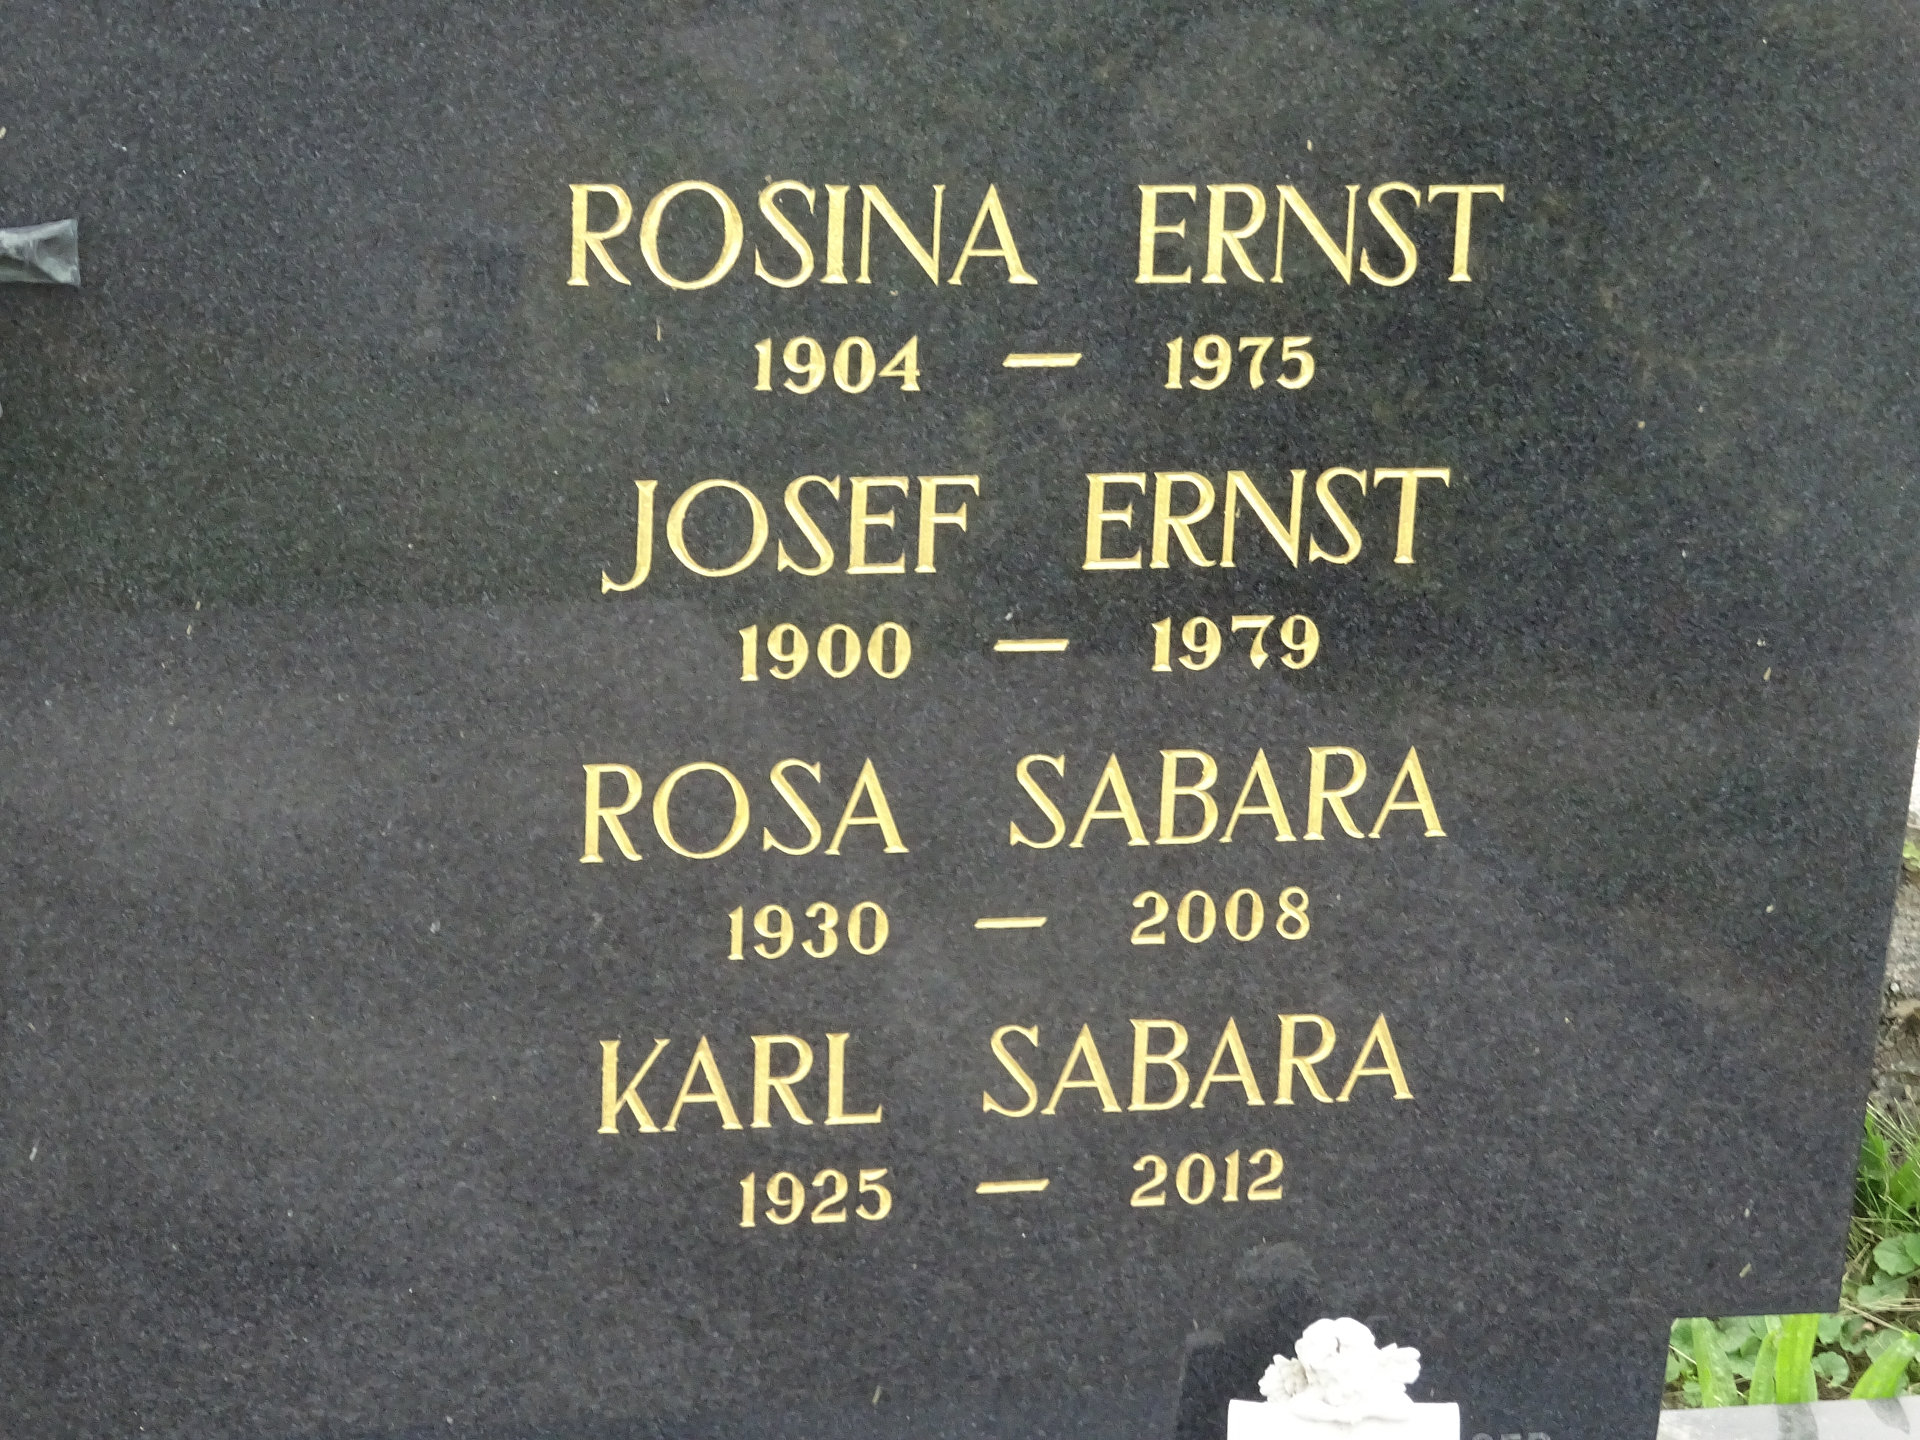 ROSINA ERNST
1904 — 1975
JOSEF ERNST
1900 — 1979
ROSA SABARA
1930 — 2008
KARL SABARA
1925 — 2012